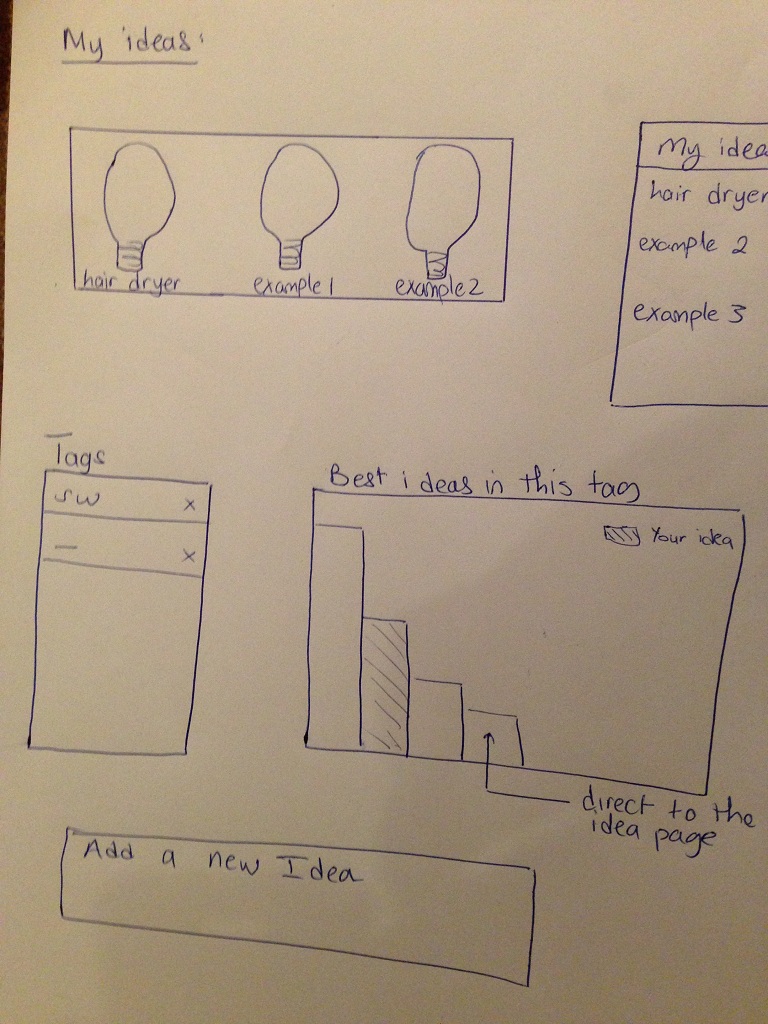 My ideas:
hair dryer
example 1
example 2
My idea
hair dryer
example 2
example 3
Tags
sw x
— x
Best ideas in this tag
Your idea
direct to the
idea page
Add a new Idea